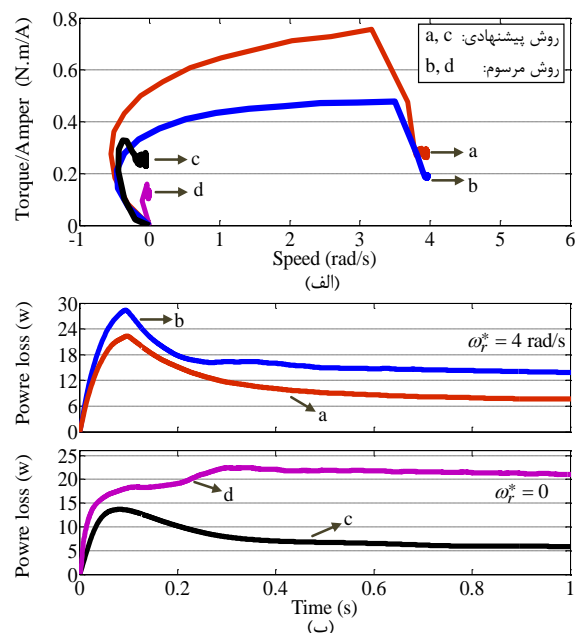 0.8
0.6
0.4
0.2
0
Torque/Amper (N.m/A)
a, c روش پیشنهادی:
b, d روش مرسوم:
a
b
c
d
-1 0 1 2 3 4 5 6
Speed (rad/s)
(الف)
30
24
18
12
6
0
Powre loss (w)
b
a
ω*r = 4 rad/s
25
20
15
10
5
0
Powre loss (w)
d
c
ω*r = 0
0 0.2 0.4 0.6 0.8 1
Time (s)
(ب)